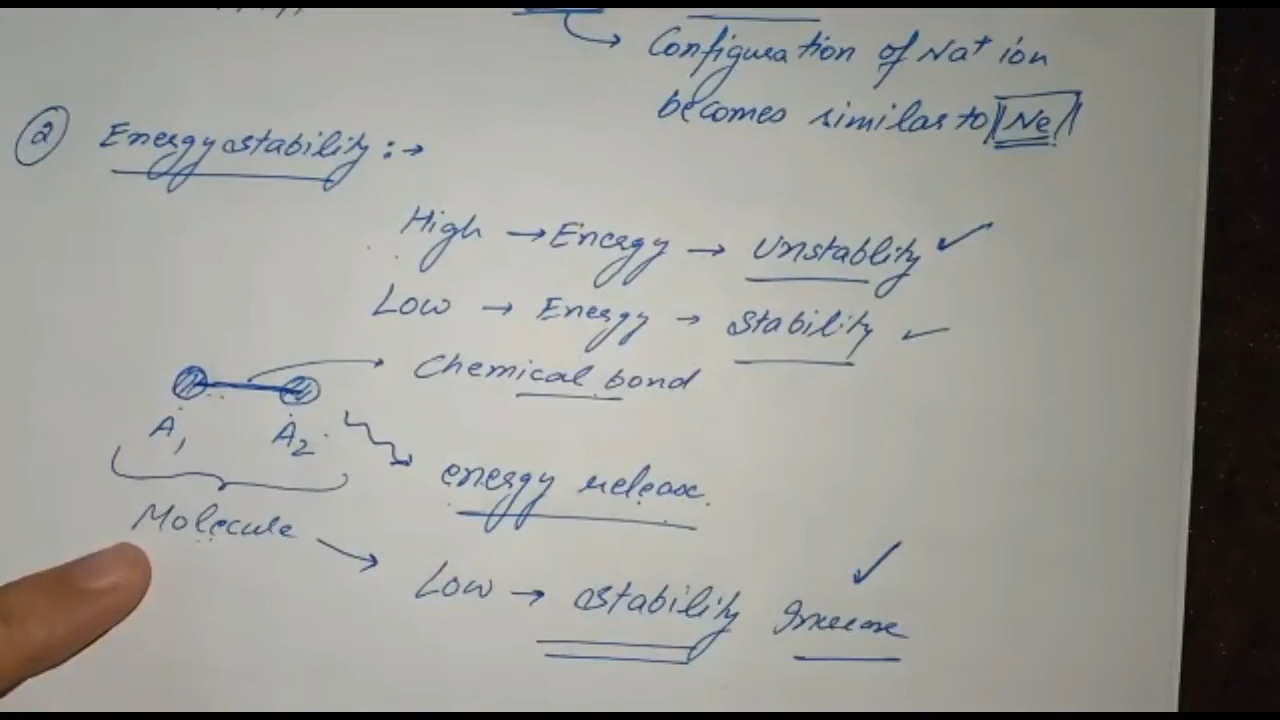 Configuration of Na+ ion
becomes similar to Ne
② Energy stability :→
High → Energy → Unstablity ✓
Low → Energy → Stability ✓
Chemical bond
A1 A2
energy release.
Molecule
Low → Stability Increase ✓